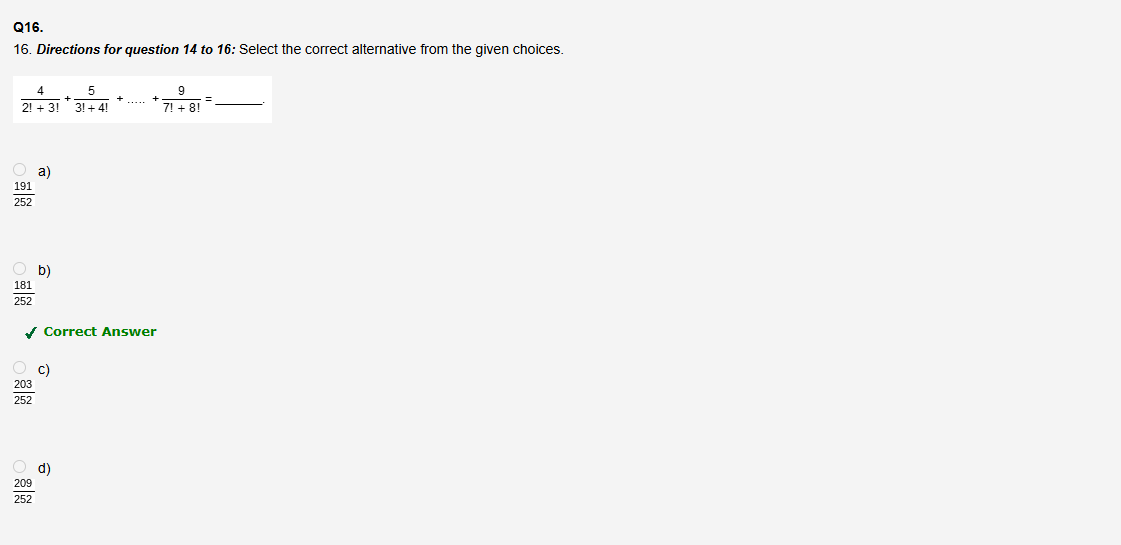 Q16.
16. Directions for question 14 to 16: Select the correct alternative from the given choices.
4/(2! + 3!) + 5/(3! + 4!) + ..... + 9/(7! + 8!) = ______.
a)
191/252
b)
181/252
✓ Correct Answer
c)
203/252
d)
209/252